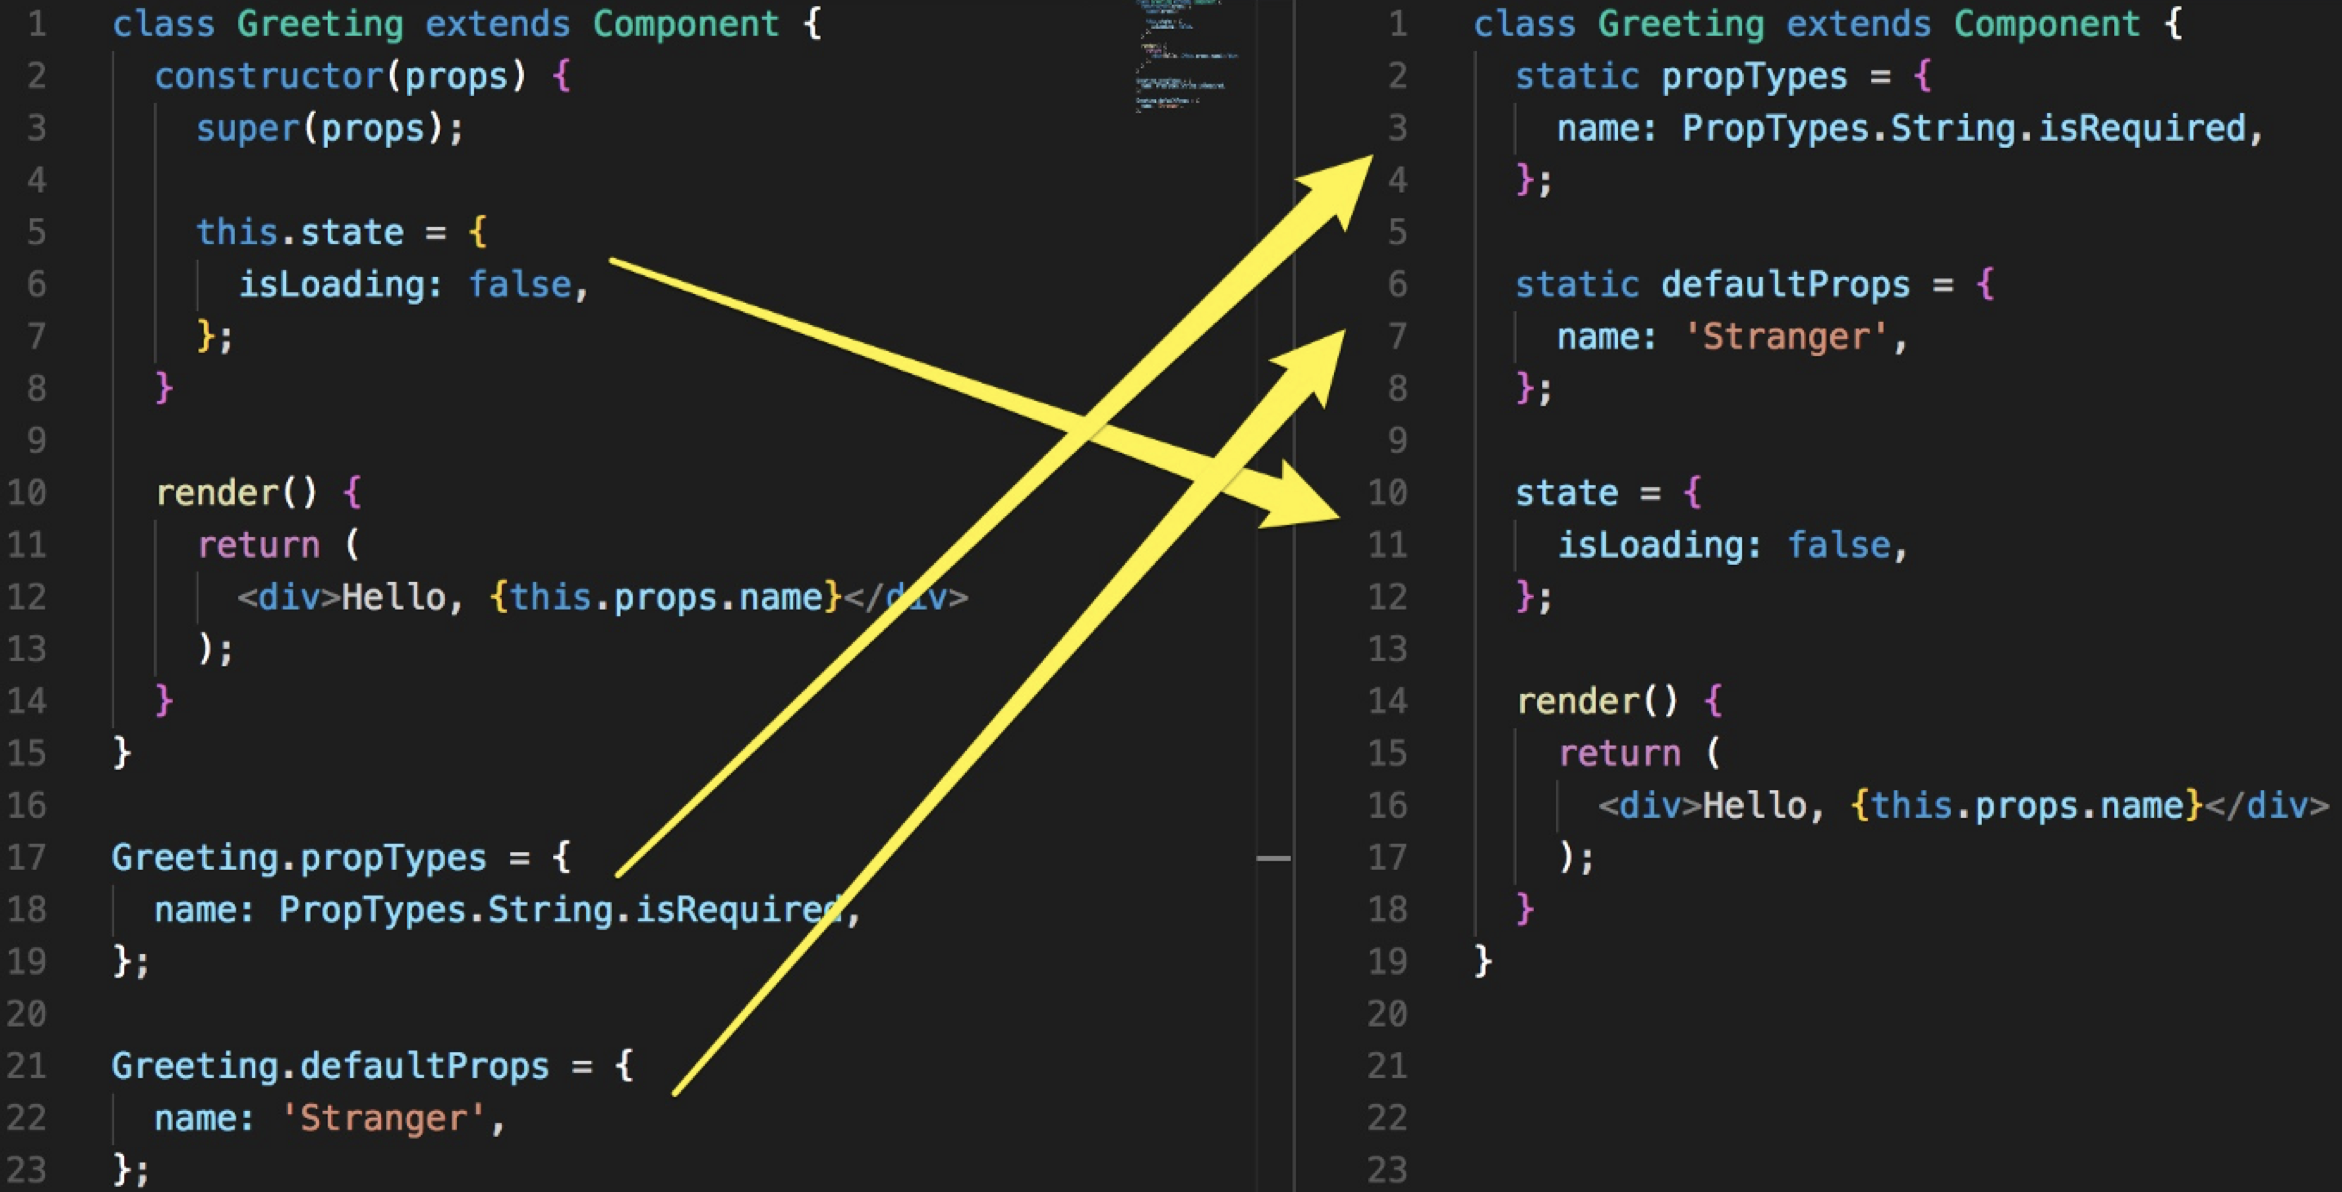 1 class Greeting extends Component {
2 constructor(props) {
3 super(props);
4
5 this.state = {
6 isLoading: false,
7 };
8 }
9
10 render() {
11 return (
12 <div>Hello, {this.props.name}</div>
13 );
14 }
15 }
16
17 Greeting.propTypes = {
18 name: PropTypes.String.isRequired,
19 };
20
21 Greeting.defaultProps = {
22 name: 'Stranger',
23 };
1 class Greeting extends Component {
2 static propTypes = {
3 name: PropTypes.String.isRequired,
4 };
5
6 static defaultProps = {
7 name: 'Stranger',
8 };
9
10 state = {
11 isLoading: false,
12 };
13
14 render() {
15 return (
16 <div>Hello, {this.props.name}</div>
17 );
18 }
19 }
20
21
22
23